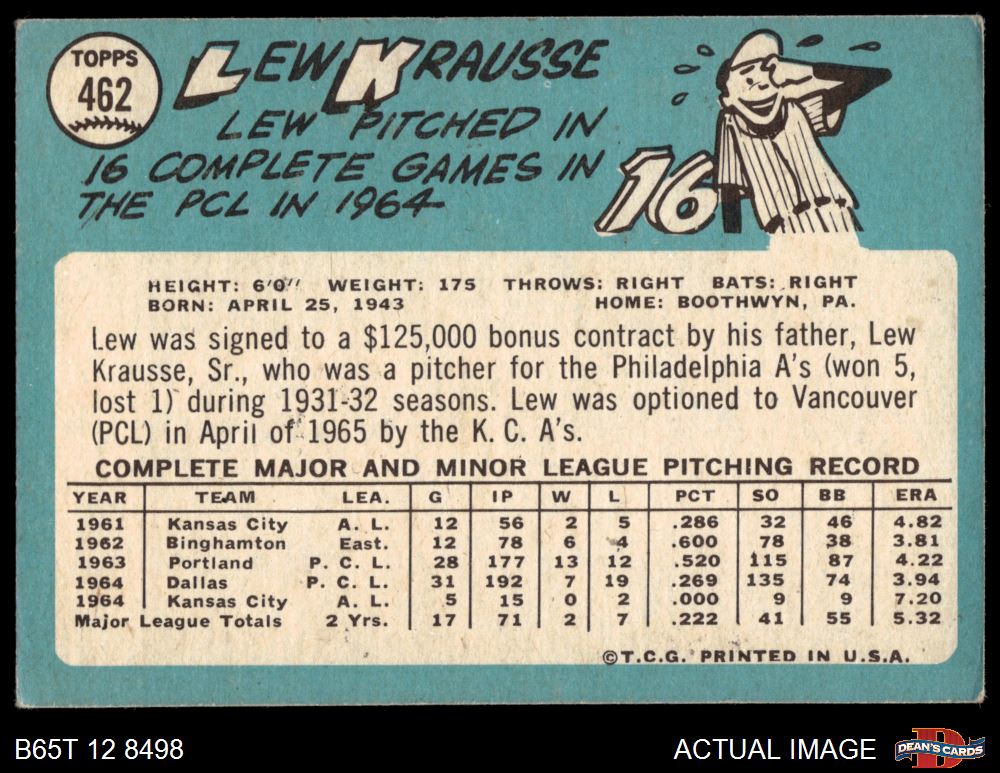 TOPPS
462
LEW KRAUSSE
LEW PITCHED IN
16 COMPLETE GAMES IN
THE PCL IN 1964
16
HEIGHT: 6'0" WEIGHT: 175 THROWS: RIGHT BATS: RIGHT
BORN: APRIL 25, 1943 HOME: BOOTHWYN, PA.
Lew was signed to a $125,000 bonus contract by his father, Lew
Krausse, Sr., who was a pitcher for the Philadelphia A's (won 5,
lost 1) during 1931-32 seasons. Lew was optioned to Vancouver
(PCL) in April of 1965 by the K. C. A's.
COMPLETE MAJOR AND MINOR LEAGUE PITCHING RECORD
YEAR TEAM LEA. G IP W L PCT SO BB ERA
1961 Kansas City A. L. 12 56 2 5 .286 32 46 4.82
1962 Binghamton East. 12 78 6 4 .600 78 38 3.81
1963 Portland P. C. L. 28 177 13 12 .520 115 87 4.22
1964 Dallas P. C. L. 31 192 7 19 .269 135 74 3.94
1964 Kansas City A. L. 5 15 0 2 .000 9 9 7.20
Major League Totals 2 Yrs. 17 71 2 7 .222 41 55 5.32
©T.C.G. PRINTED IN U.S.A.
B65T 12 8498 ACTUAL IMAGE DEAN'S CARDS